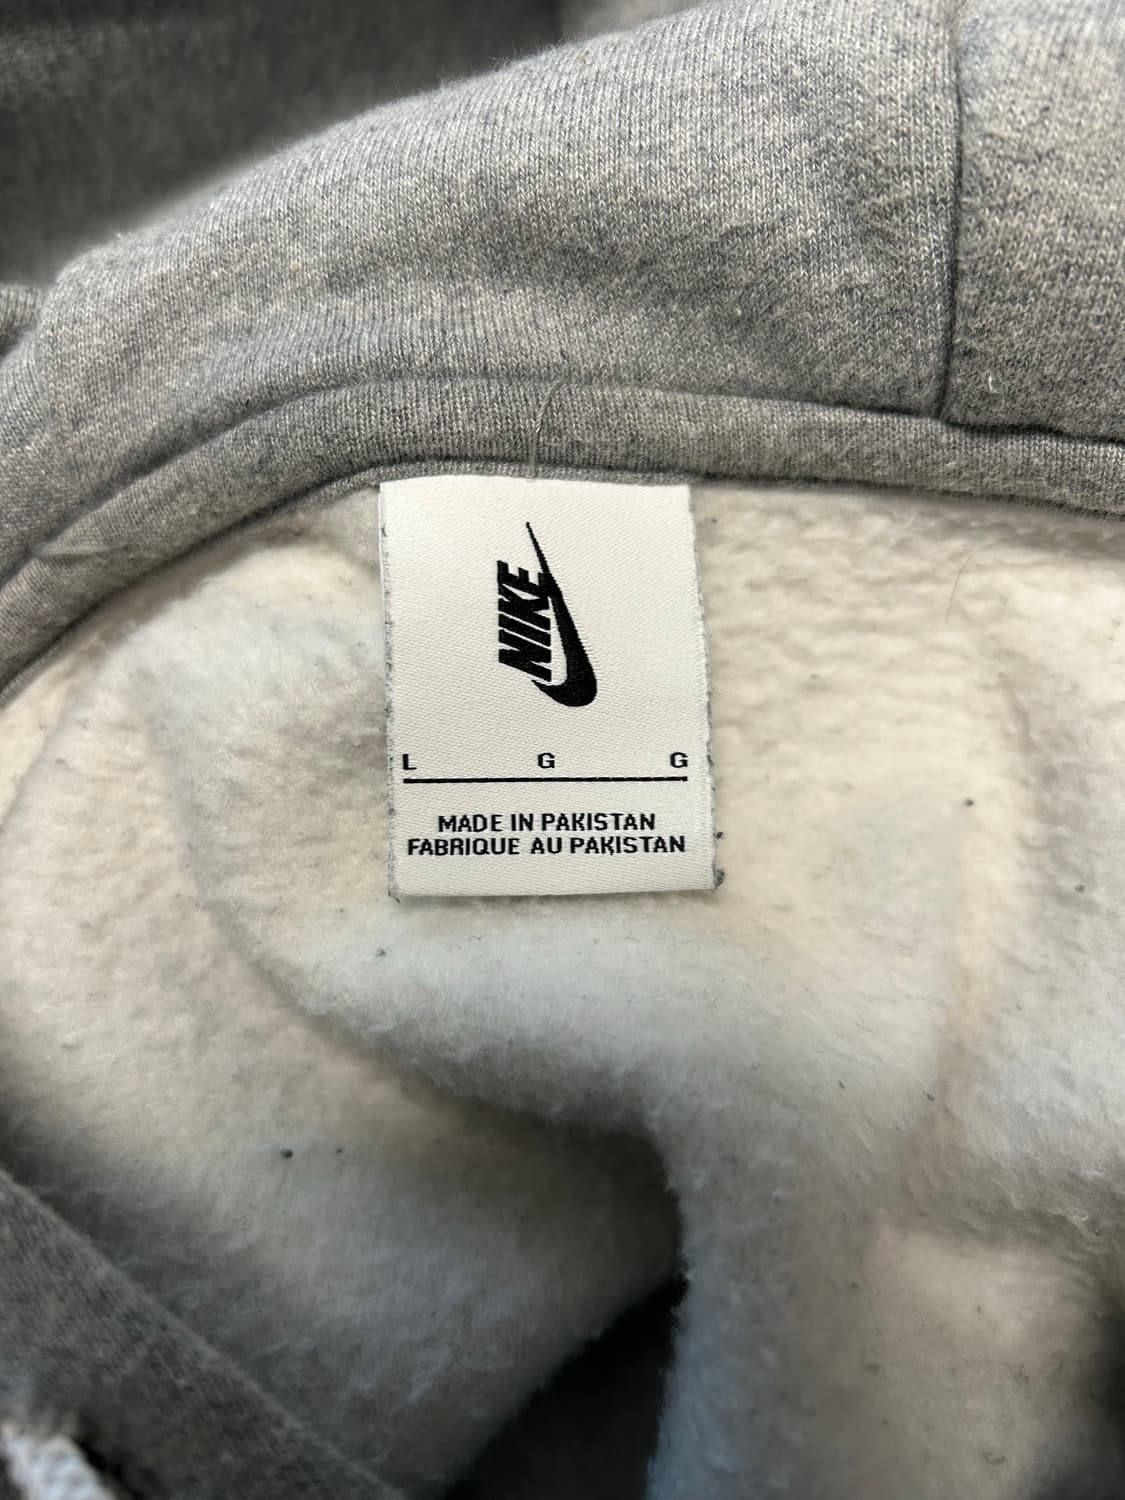 NIKE
L G G
MADE IN PAKISTAN
FABRIQUE AU PAKISTAN